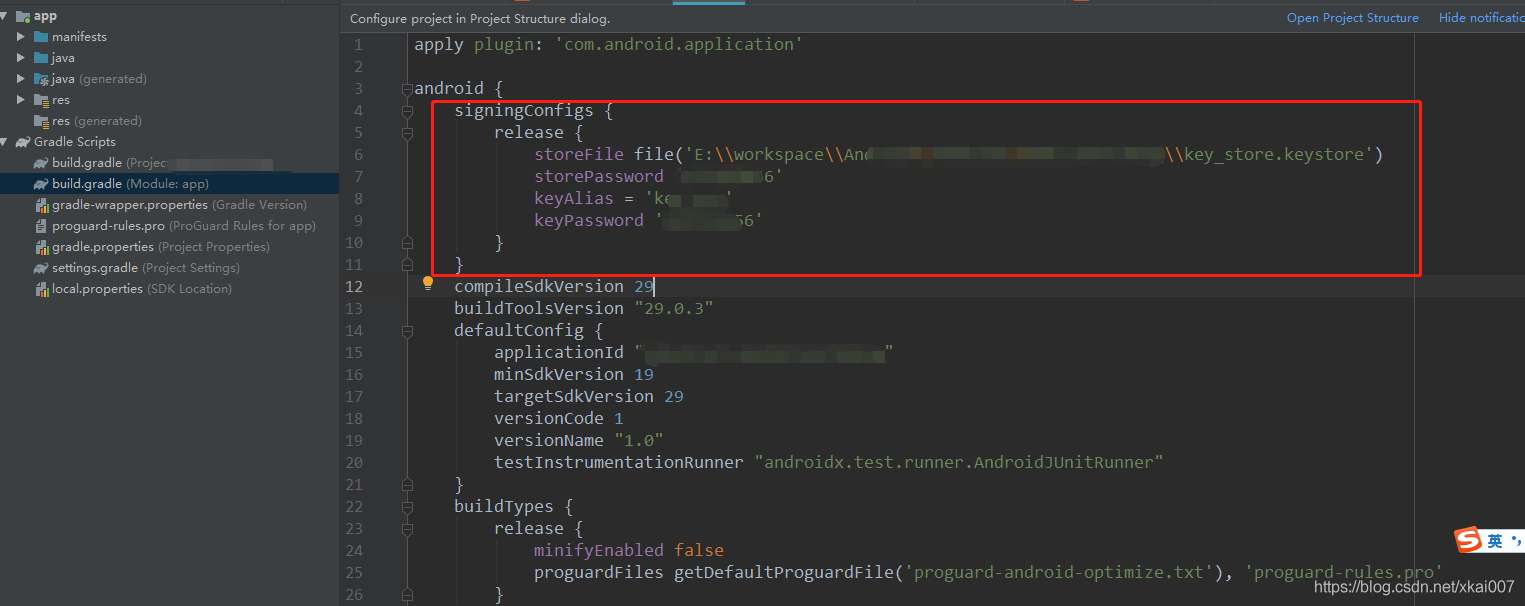 app
manifests
java
java (generated)
res
res (generated)
Gradle Scripts
build.gradle (Projec
build.gradle (Module: app)
gradle-wrapper.properties (Gradle Version)
proguard-rules.pro (ProGuard Rules for app)
gradle.properties (Project Properties)
settings.gradle (Project Settings)
local.properties (SDK Location)
Configure project in Project Structure dialog.
Open Project Structure
Hide notificatio
1 apply plugin: 'com.android.application'
2
3 android {
4 signingConfigs {
5 release {
6 storeFile file('E:\\workspace\\And \\key_store.keystore')
7 storePassword 6'
8 keyAlias = 'ke '
9 keyPassword ' 56'
10 }
11 }
12 compileSdkVersion 29
13 buildToolsVersion "29.0.3"
14 defaultConfig {
15 applicationId " "
16 minSdkVersion 19
17 targetSdkVersion 29
18 versionCode 1
19 versionName "1.0"
20 testInstrumentationRunner "androidx.test.runner.AndroidJUnitRunner"
21 }
22 buildTypes {
23 release {
24 minifyEnabled false
25 proguardFiles getDefaultProguardFile('proguard-android-optimize.txt'), 'proguard-rules.pro'
26 }
S 英
https://blog.csdn.net/xkai007